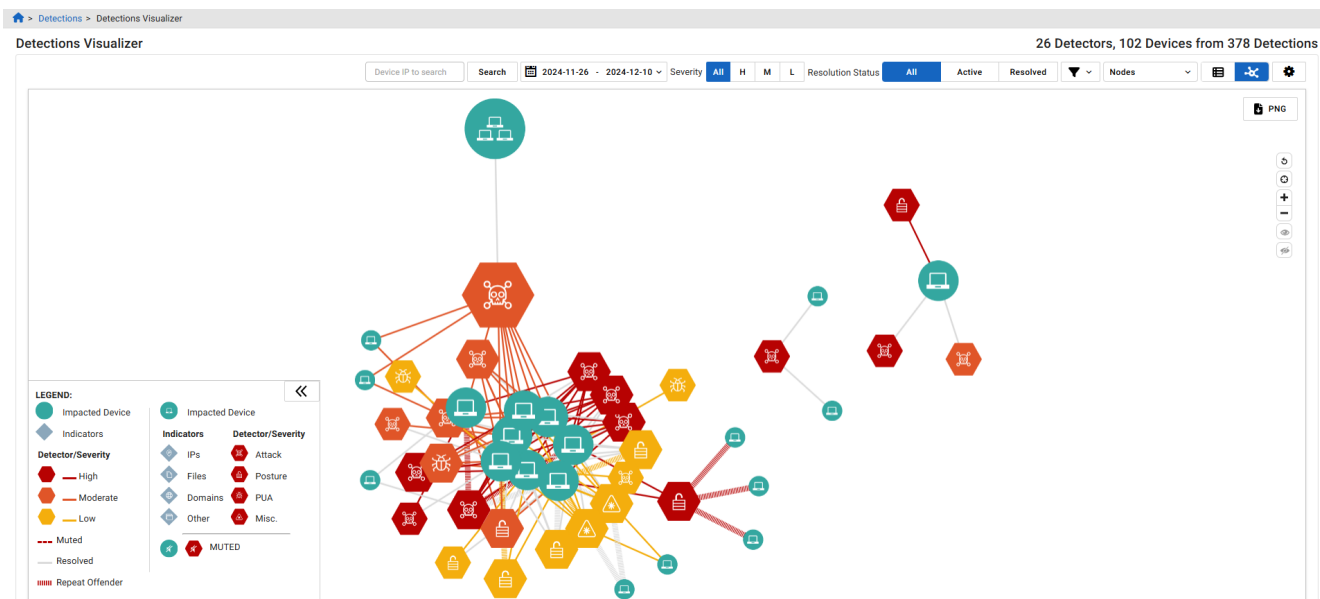 > Detections > Detections Visualizer
Detections Visualizer
26 Detectors, 102 Devices from 378 Detections
Device IP to search Search 2024-11-26 - 2024-12-10 Severity All H M L Resolution Status All Active Resolved Nodes
PNG
LEGEND:
Impacted Device
Indicators
Detector/Severity
High
Moderate
Low
Muted
Resolved
Repeat Offender
Impacted Device
Indicators Detector/Severity
IPs Attack
Files Posture
Domains PUA
Other Misc.
MUTED